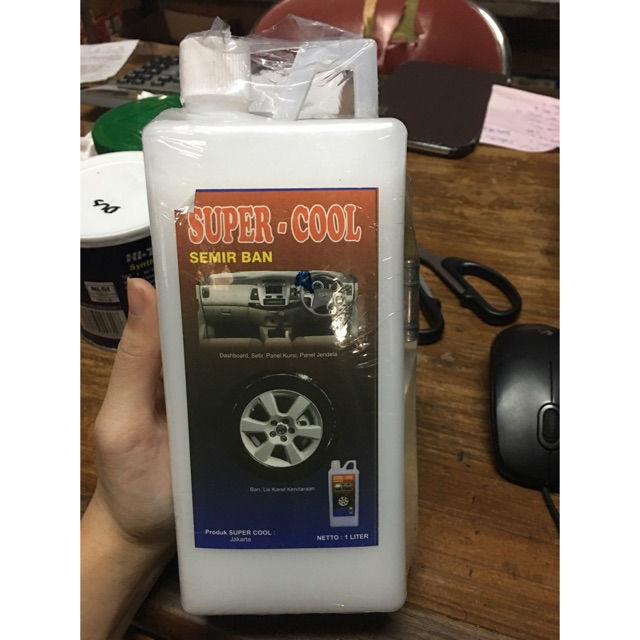 SUPER - COOL
SEMIR BAN
Dashboard, Setir, Panel Kursi, Panel Jendela
Ban, Lis Karet Kendaraan
Produk SUPER COOL :
Jakarta
NETTO : 1 LITER
NLGI